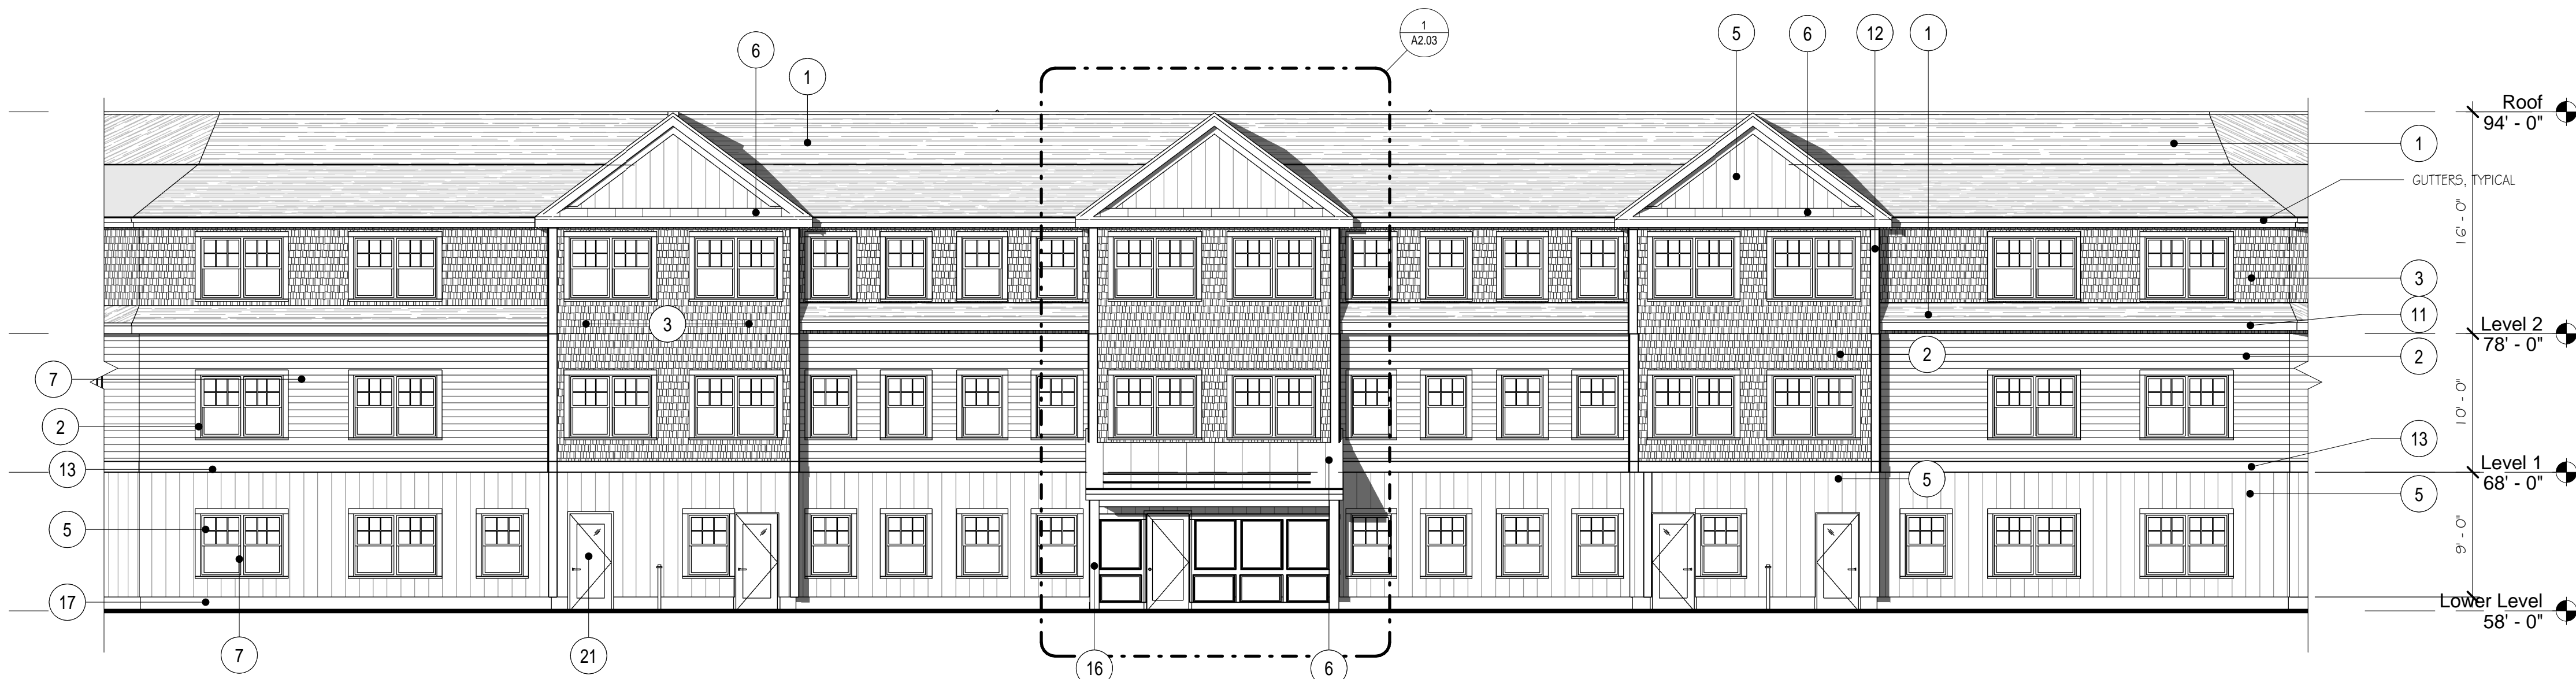 1
A2.03
6
1
5
6
12
1
Roof
94' - 0"
1
GUTTERS, TYPICAL
16' - 0"
3
3
11
Level 2
78' - 0"
2
2
7
10' - 0"
2
13
13
Level 1
68' - 0"
5
5
5
9' - 0"
17
Lower Level
58' - 0"
7
21
16
6